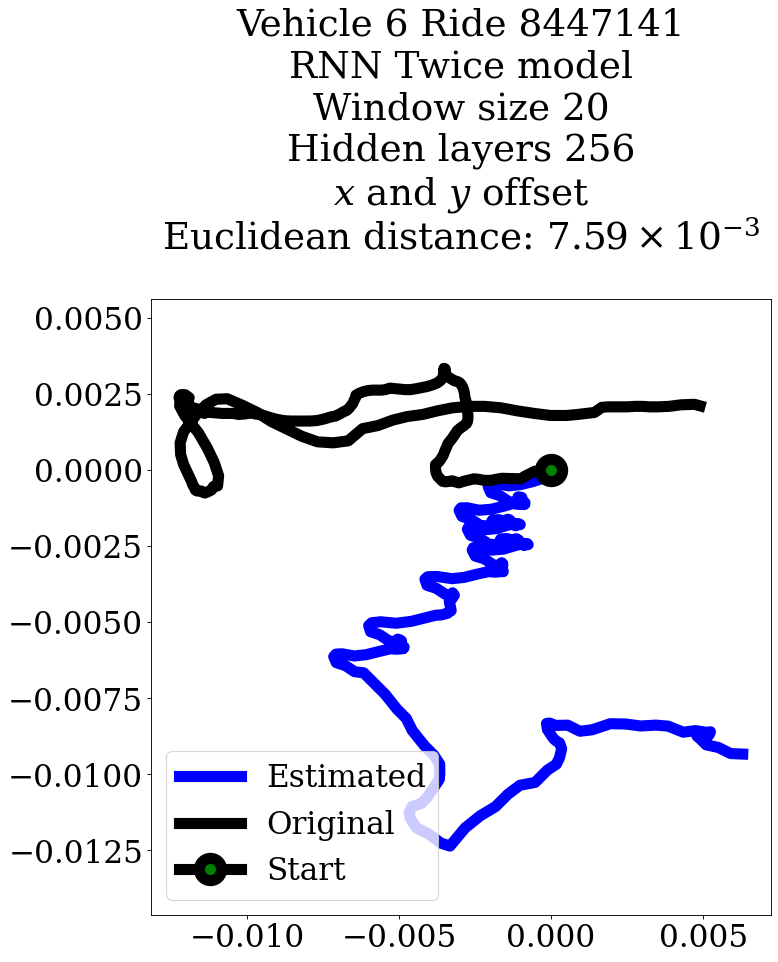 Vehicle 6 Ride 8447141
RNN Twice model
Window size 20
Hidden layers 256
x and y offset
Euclidean distance: 7.59 × 10⁻³
0.0050
0.0025
0.0000
−0.0025
−0.0050
−0.0075
−0.0100
−0.0125
Estimated
Original
Start
−0.010 −0.005 0.000 0.005